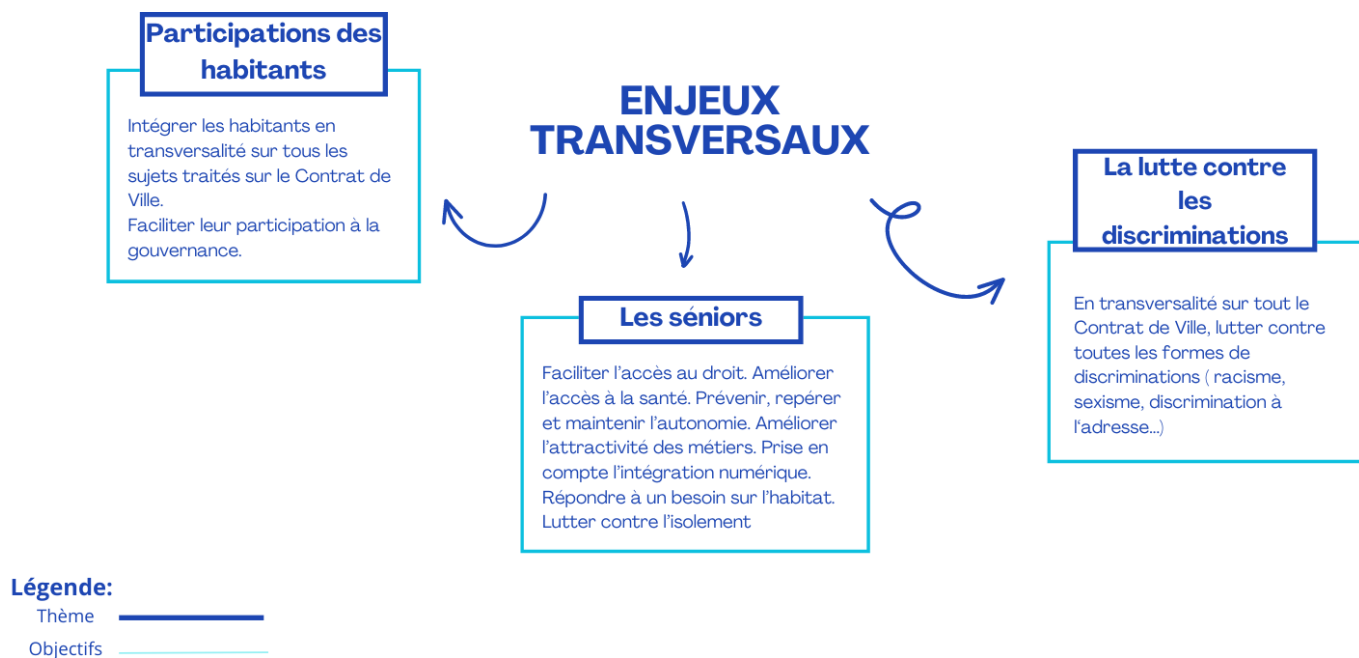 Participations des
habitants
Intégrer les habitants en
transversalité sur tous les
sujets traités sur le Contrat de
Ville.
Faciliter leur participation à la
gouvernance.
ENJEUX
TRANSVERSAUX
Les séniors
Faciliter l'accès au droit. Améliorer
l'accès à la santé. Prévenir, repérer
et maintenir l'autonomie. Améliorer
l'attractivité des métiers. Prise en
compte l'intégration numérique.
Répondre à un besoin sur l'habitat.
Lutter contre l'isolement
La lutte contre
les
discriminations
En transversalité sur tout le
Contrat de Ville, lutter contre
toutes les formes de
discriminations ( racisme,
sexisme, discrimination à
l'adresse...)
Légende:
Thème
Objectifs